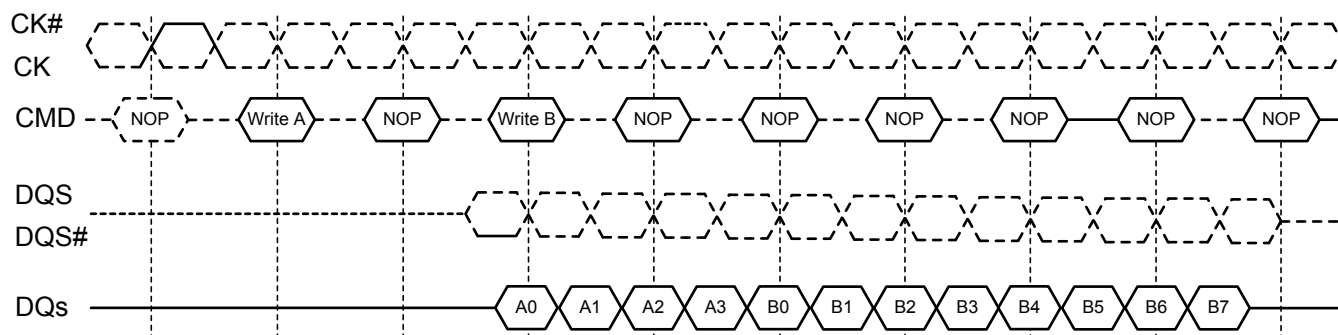 CK#
CK
CMD NOP Write A NOP Write B NOP NOP NOP NOP NOP NOP
DQS
DQS#
DQs A0 A1 A2 A3 B0 B1 B2 B3 B4 B5 B6 B7